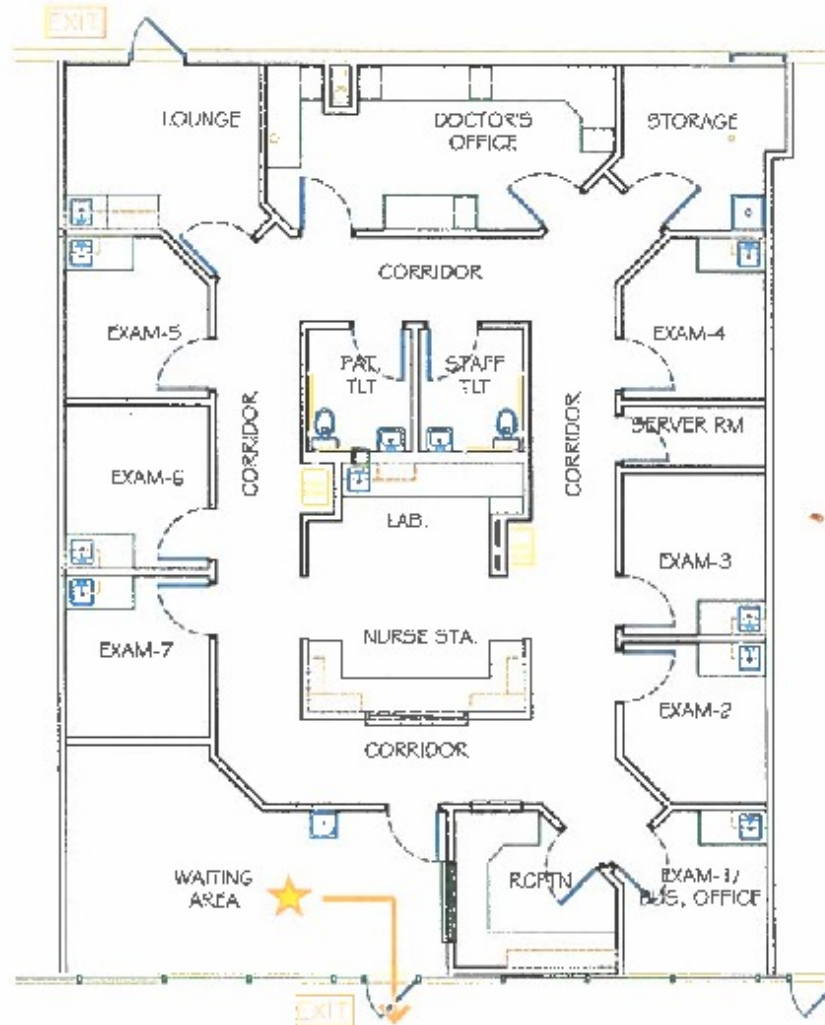 EXIT
LOUNGE
DOCTOR'S
OFFICE
STORAGE
CORRIDOR
EXAM-5
PAT.
TLT
STAFF
TLT
EXAM-4
CORRIDOR
CORRIDOR
SERVER RM
EXAM-6
LAB.
EXAM-3
NURSE STA.
EXAM-7
EXAM-2
CORRIDOR
WAITING
AREA
RCPTN
EXAM-1/
BUS. OFFICE
EXIT